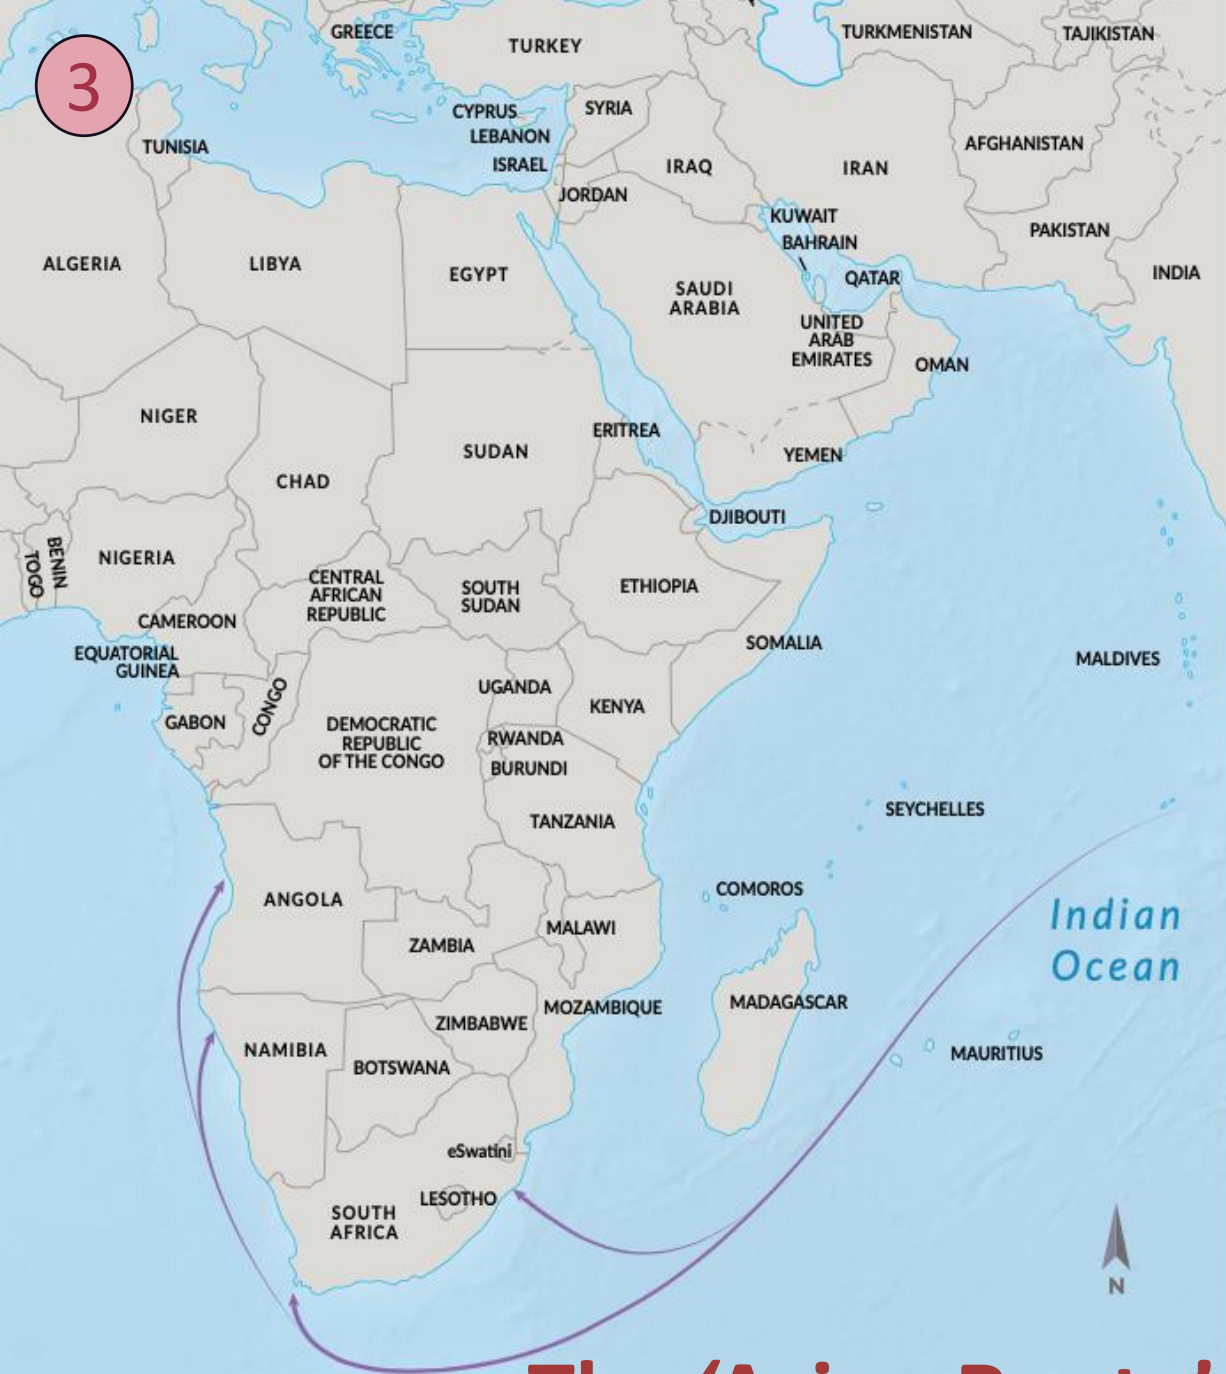 3
GREECE
TURKEY
TURKMENISTAN
TAJIKISTAN
CYPRUS
SYRIA
LEBANON
TUNISIA
ISRAEL
IRAQ
IRAN
AFGHANISTAN
JORDAN
KUWAIT
PAKISTAN
BAHRAIN
ALGERIA
LIBYA
EGYPT
QATAR
INDIA
SAUDI
ARABIA
UNITED
ARAB
EMIRATES
OMAN
NIGER
ERITREA
SUDAN
YEMEN
CHAD
DJIBOUTI
TOGO
BENIN
NIGERIA
CENTRAL
AFRICAN
REPUBLIC
SOUTH
SUDAN
ETHIOPIA
CAMEROON
SOMALIA
EQUATORIAL
GUINEA
MALDIVES
UGANDA
KENYA
GABON
CONGO
DEMOCRATIC
REPUBLIC
OF THE CONGO
RWANDA
BURUNDI
TANZANIA
SEYCHELLES
COMOROS
ANGOLA
Indian
Ocean
MALAWI
ZAMBIA
MADAGASCAR
MOZAMBIQUE
ZIMBABWE
NAMIBIA
MAURITIUS
BOTSWANA
eSwatini
LESOTHO
SOUTH
AFRICA
N